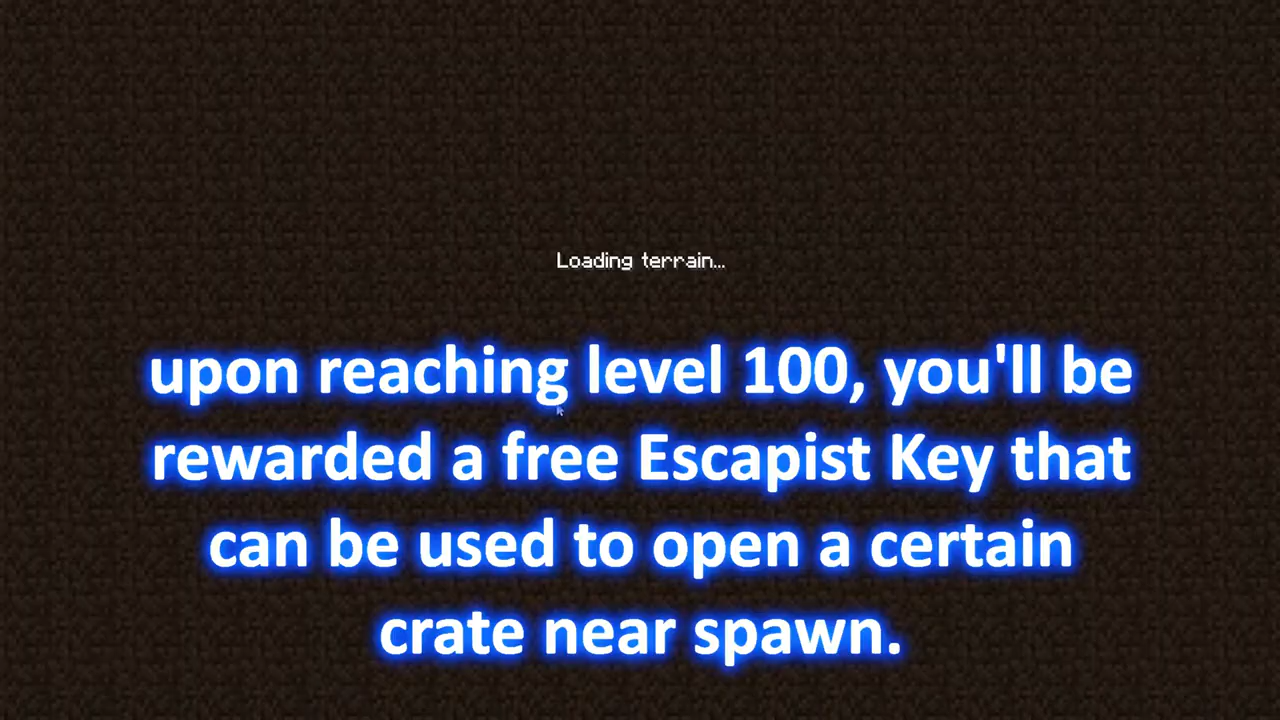 Loading terrain...
upon reaching level 100, you'll be
rewarded a free Escapist Key that
can be used to open a certain
crate near spawn.